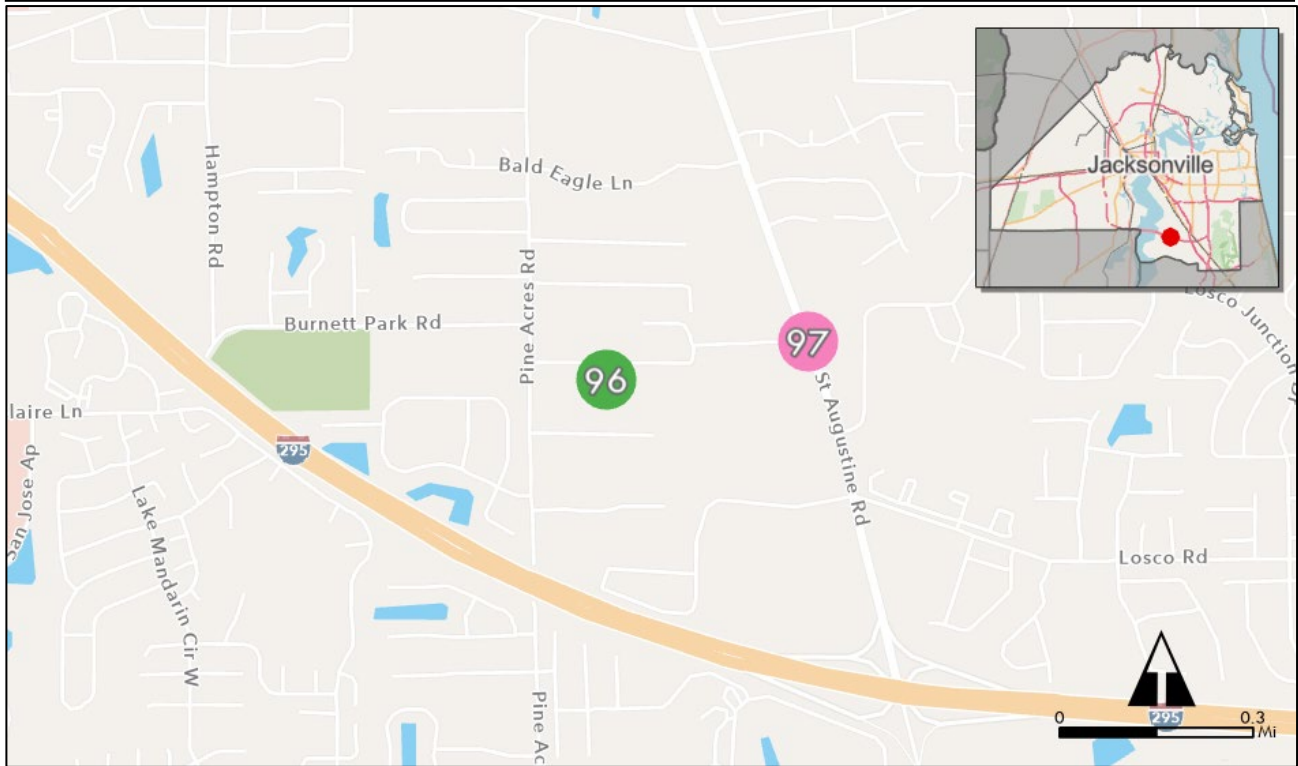 Hampton Rd
Bald Eagle Ln
Jacksonville
Pine Acres Rd
Losco Junction Dr
Burnett Park Rd
97
96
St Augustine Rd
laire Ln
295
San Jose Ap
Lake Mandarin Cir W
Losco Rd
Pine Ac
295
0
0.3
Mi